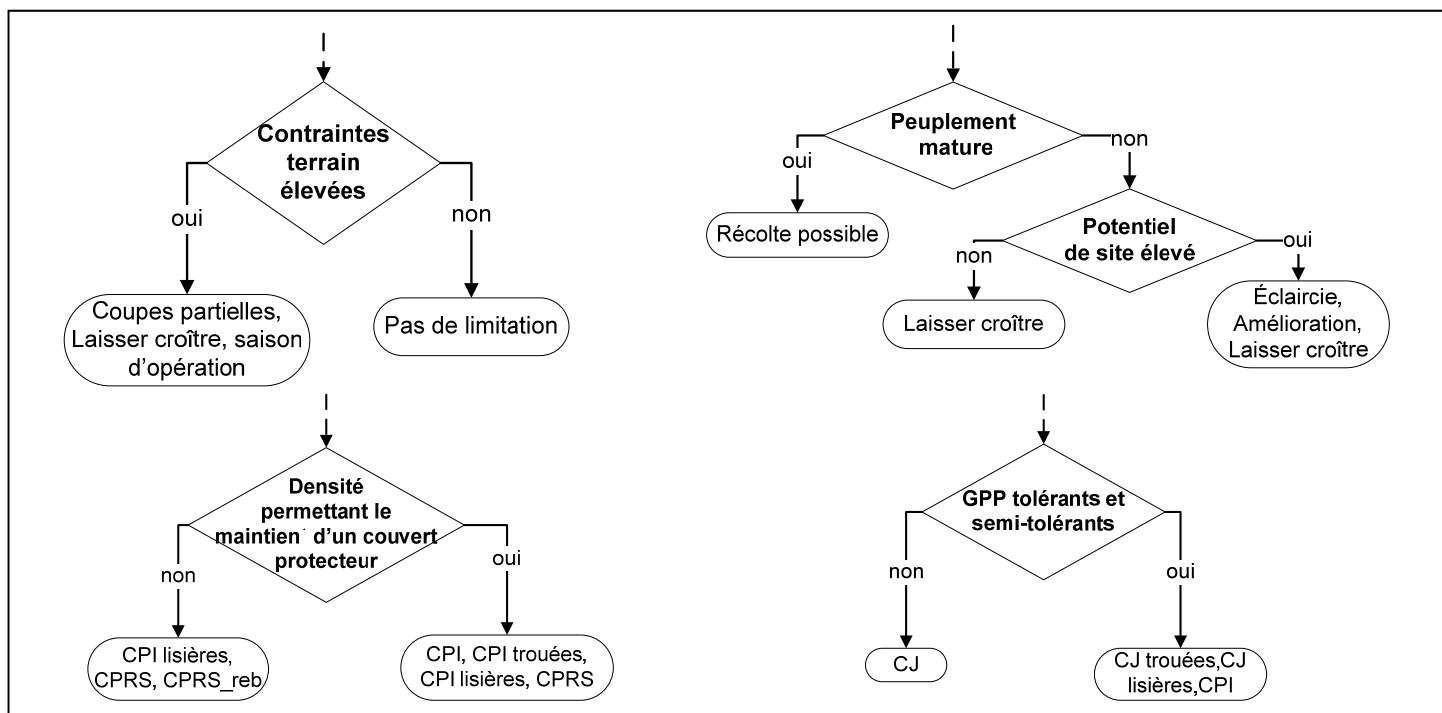 Contraintes
terrain
élevées
oui
non
Coupes partielles,
Laisser croître, saison
d'opération
Pas de limitation
Peuplement
mature
oui
non
Récolte possible
Potentiel
de site élevé
non
oui
Laisser croître
Éclaircie,
Amélioration,
Laisser croître
Densité
permettant le
maintien d'un couvert
protecteur
non
oui
CPI lisières,
CPRS, CPRS_reb
CPI, CPI trouées,
CPI lisières, CPRS
GPP tolérants et
semi-tolérants
non
oui
CJ
CJ trouées,CJ
lisières,CPI